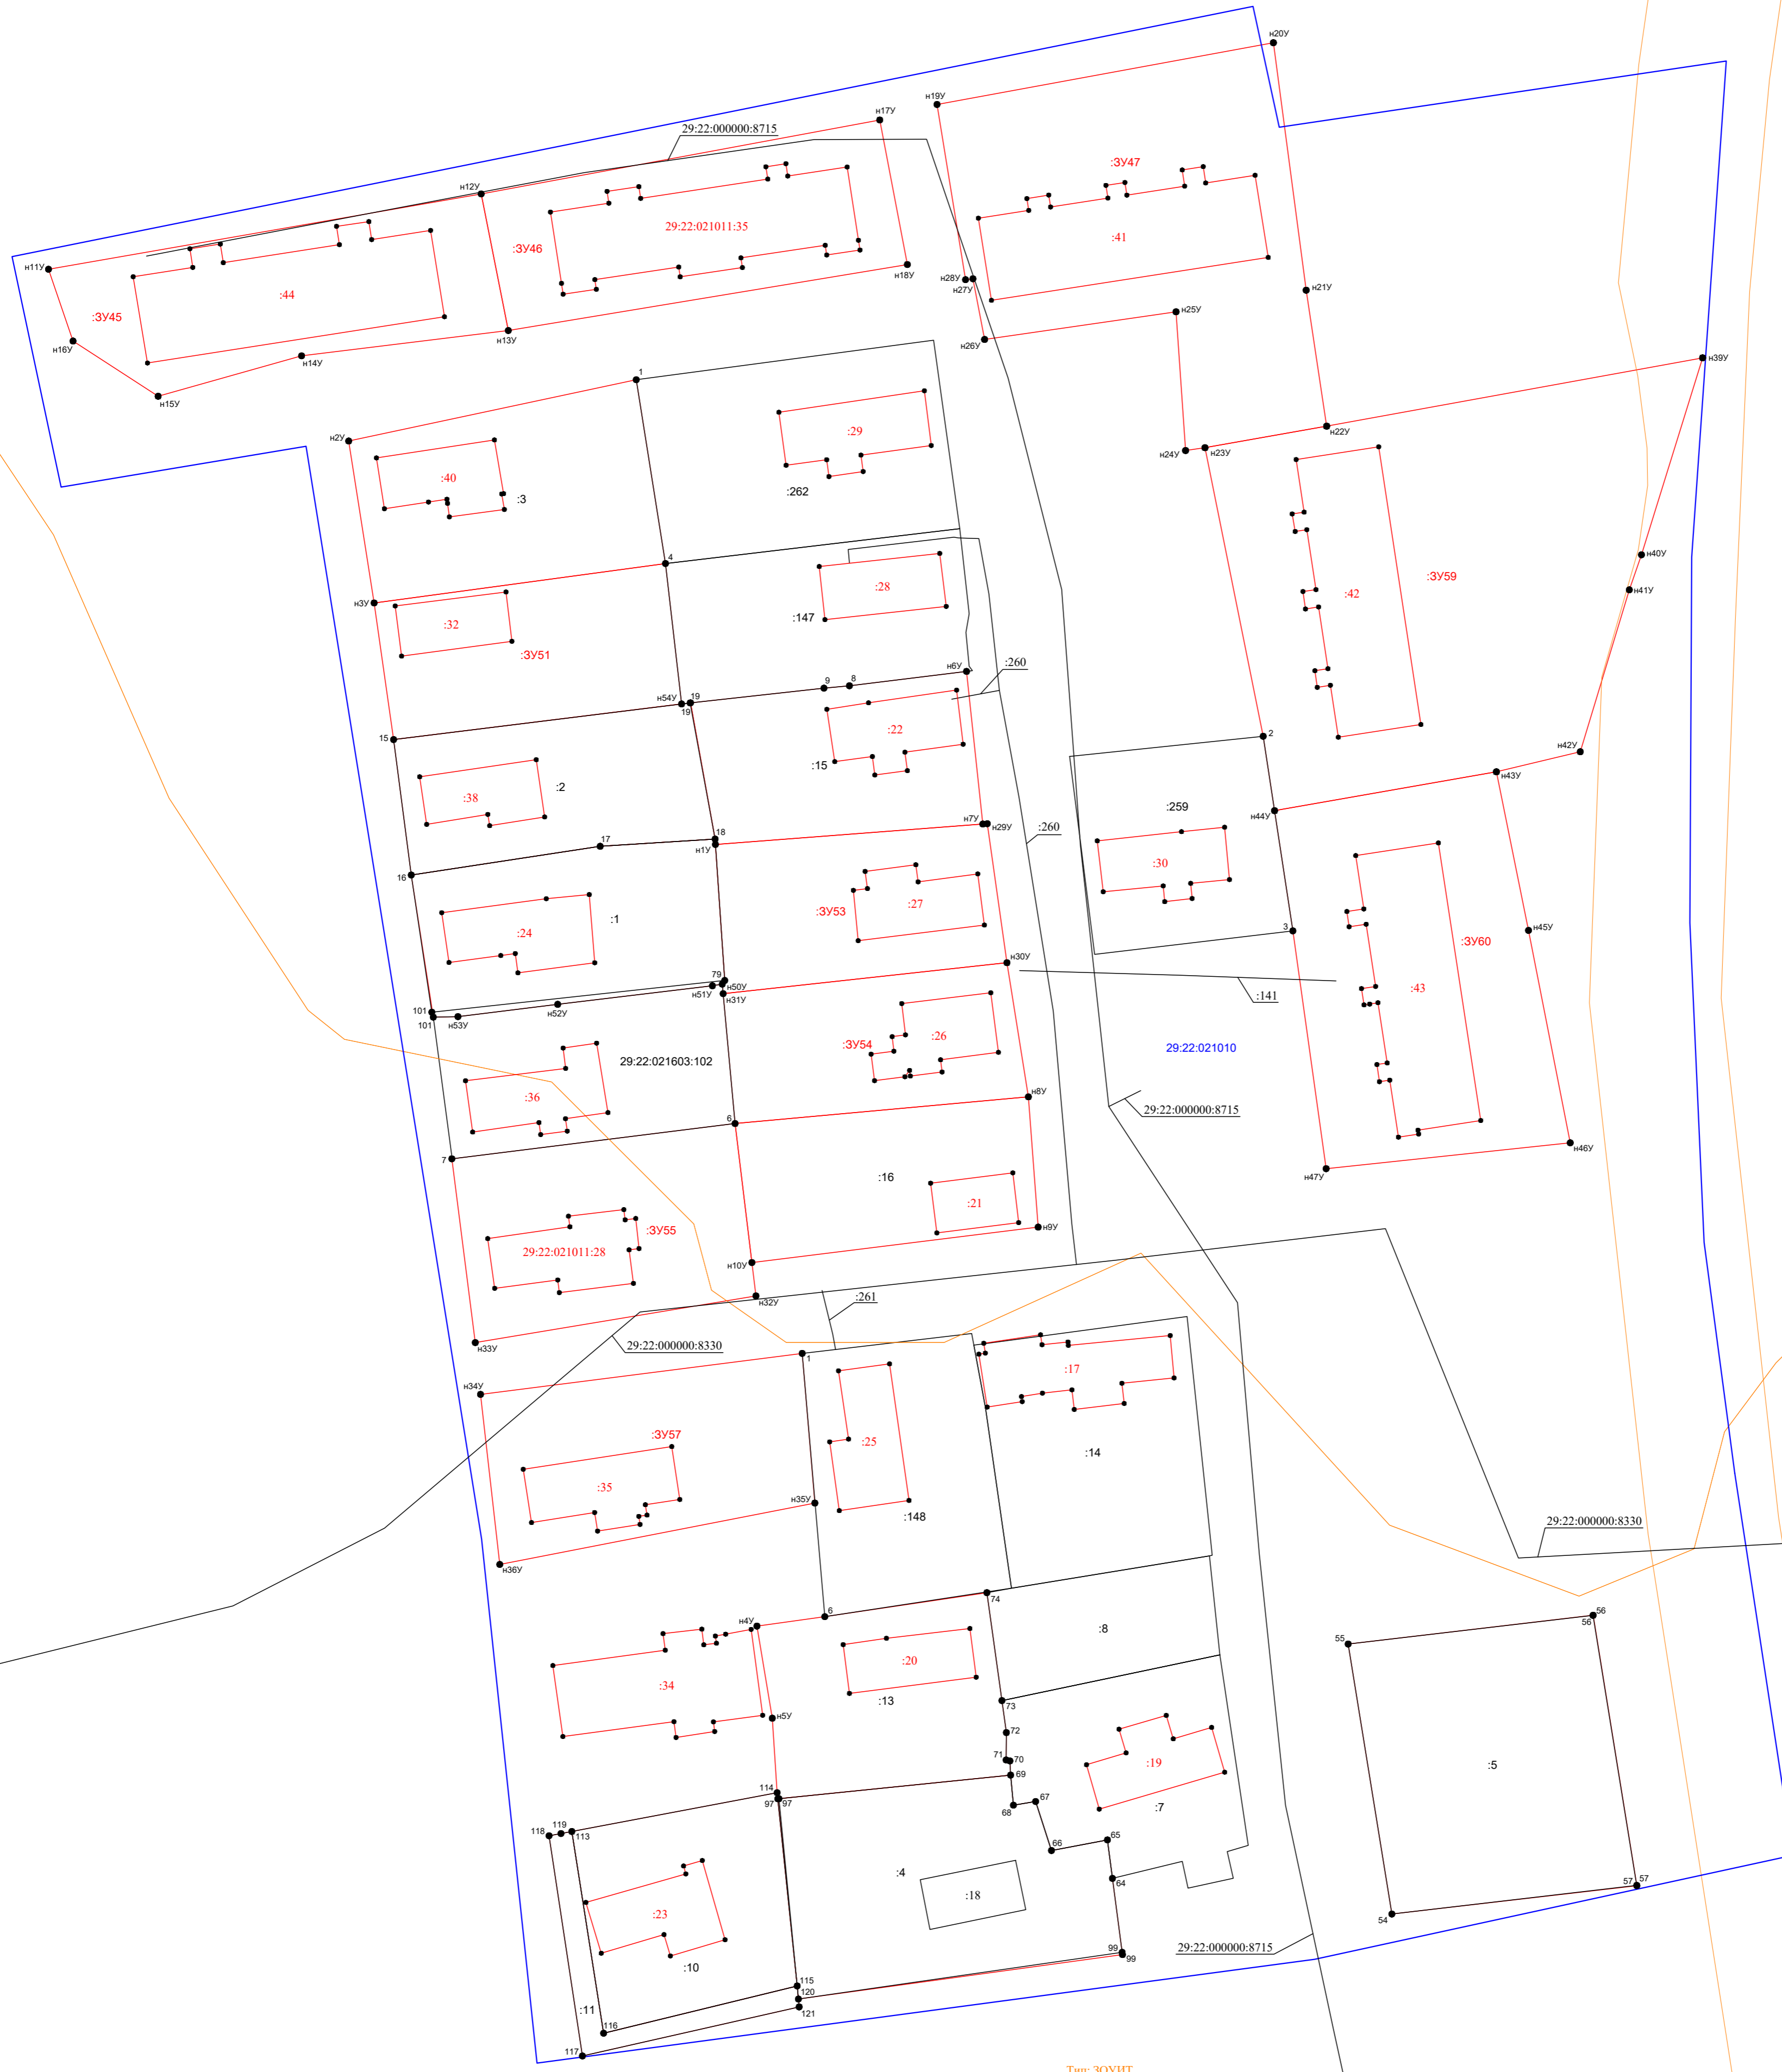 н20У
н19У
н17У
29:22:000000:8715
:ЗУ47
н12У
29:22:021011:35
:41
:ЗУ46
н11У
н18У
н28У
н27У
н21У
:44
:ЗУ45
н25У
н16У
н14У
н13У
н26У
н39У
1
н15У
:29
н2У
н22У
н24У
н23У
:40
:3
:262
4
н40У
:ЗУ59
:28
:42
н41У
н3У
:32
:147
:ЗУ51
н6У
:260
8
9
н54У
19
19
15
:22
2
:15
н42У
н43У
:2
:38
:259
н44У
н7У
н29У
:260
18
17
н1У
:30
16
:27
:ЗУ53
:1
:24
3
н45У
:ЗУ60
н30У
79
н50У
н51У
н31У
:141
:43
101
101
н53У
н52У
:26
:ЗУ54
29:22:021010
29:22:021603:102
:36
н8У
29:22:000000:8715
6
7
н46У
н47У
:16
:21
:ЗУ55
н9У
29:22:021011:28
н10У
:261
н32У
29:22:000000:8330
н33У
1
:17
н34У
:ЗУ57
:25
:14
:35
н35У
:148
29:22:000000:8330
н36У
74
6
56
56
н4У
:8
55
:20
:34
:13
73
н5У
72
71
70
:19
:5
69
114
97
97
67
68
:7
119
118
113
65
66
:4
64
:18
57
57
:23
54
29:22:000000:8715
99
99
:10
115
120
:11
121
116
117
Тип: ЗОУИТ